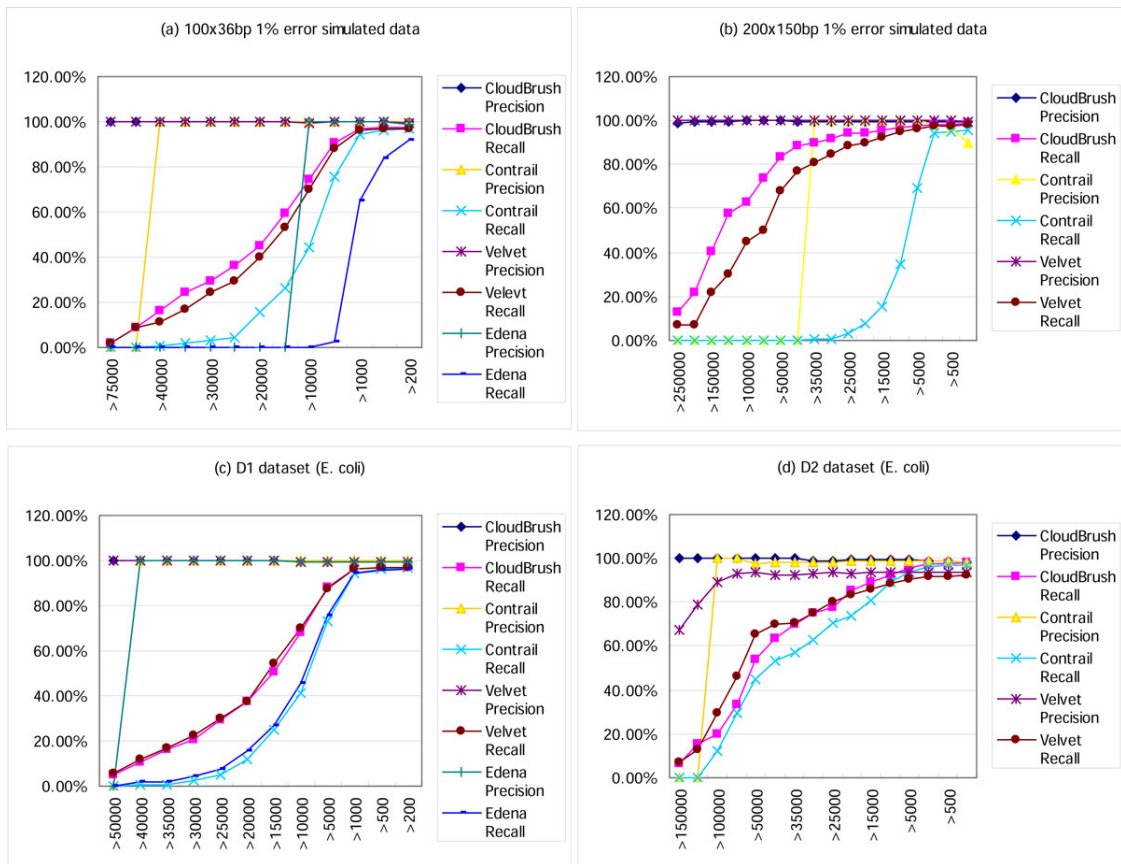 (a) 100x36bp 1% error simulated data
120.00%
100.00%
80.00%
60.00%
40.00%
20.00%
0.00%
>75000
>40000
>30000
>20000
>10000
>10000
>200
CloudBrush
Precision
CloudBrush
Recall
Contrail
Precision
Contrail
Recall
Velvet
Precision
Velevt
Recall
Edena
Precision
Edena
Recall
(b) 200x150bp 1% error simulated data
120.00%
100.00%
80.00%
60.00%
40.00%
20.00%
0.00%
>250000
>150000
>100000
>50000
>35000
>25000
>15000
>5000
>500
CloudBrush
Precision
CloudBrush
Recall
Contrail
Precision
Contrail
Recall
Velvet
Precision
Velvet
Recall
(c) D1 dataset (E. coli)
120.00%
100.00%
80.00%
60.00%
40.00%
20.00%
0.00%
>50000
>40000
>35000
>30000
>25000
>20000
>15000
>10000
>5000
>1000
>500
>200
CloudBrush
Precision
CloudBrush
Recall
Contrail
Precision
Contrail
Recall
Velvet
Precision
Velvet
Recall
Edena
Precision
Edena
Recall
(d) D2 dataset (E. coli)
120.00%
100.00%
80.00%
60.00%
40.00%
20.00%
0.00%
>150000
>100000
>50000
>35000
>25000
>15000
>5000
>500
CloudBrush
Precision
CloudBrush
Recall
Contrail
Precision
Contrail
Recall
Velvet
Precision
Velvet
Recall